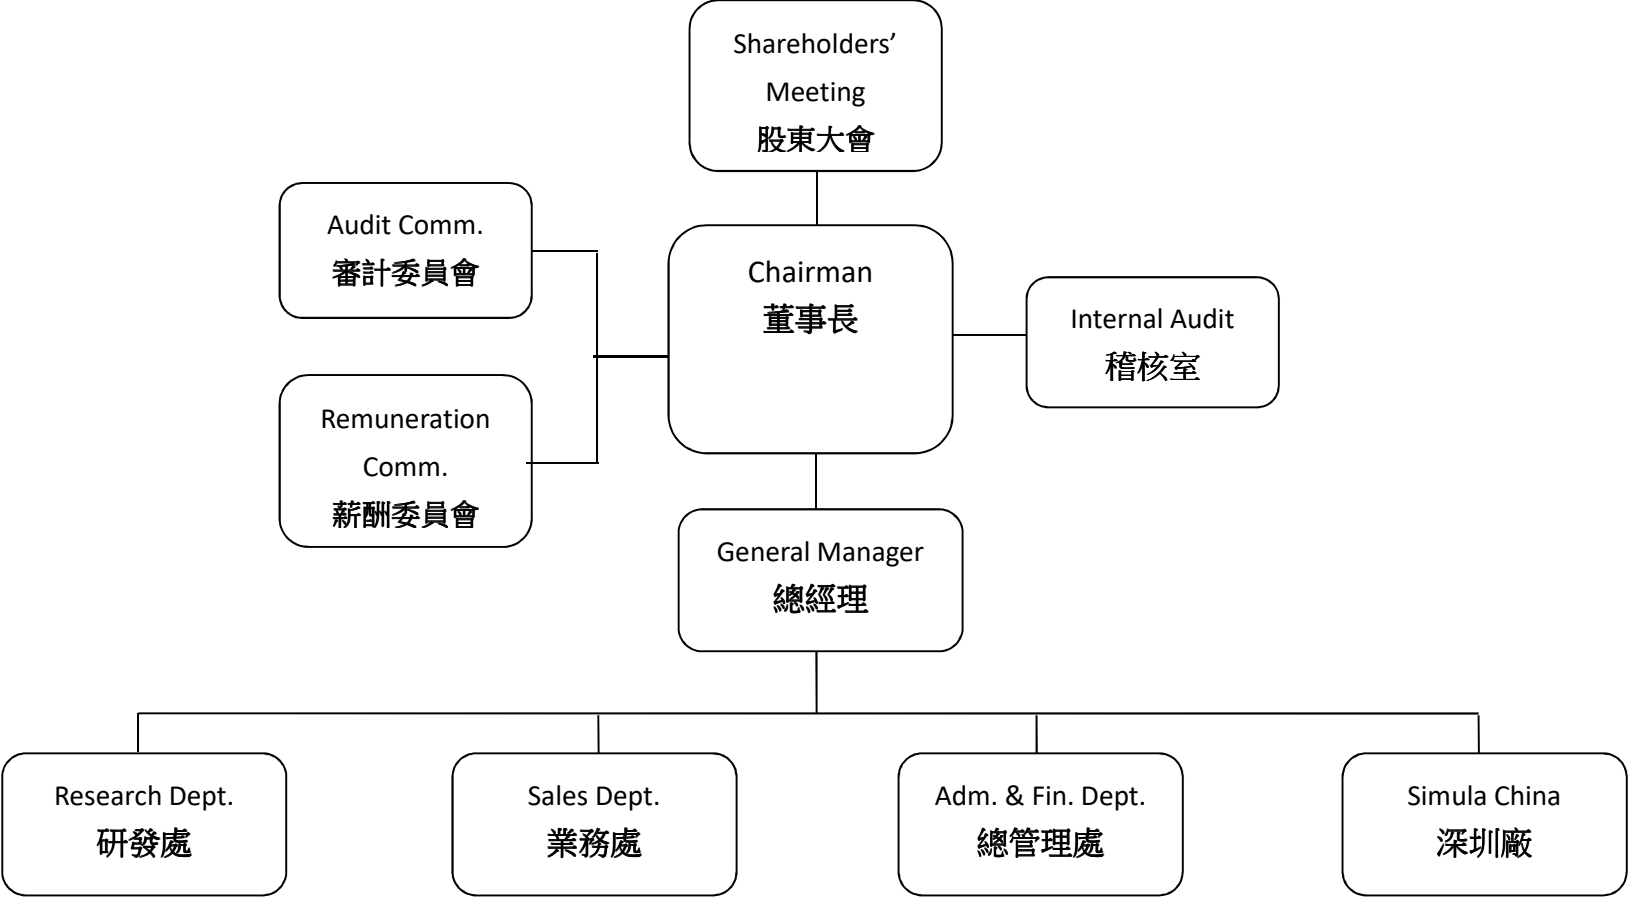 Shareholders’
Meeting
股東大會
Audit Comm.
審計委員會
Chairman
董事長
Internal Audit
稽核室
Remuneration
Comm.
薪酬委員會
General Manager
總經理
Research Dept.
研發處
Sales Dept.
業務處
Adm. & Fin. Dept.
總管理處
Simula China
深圳廠